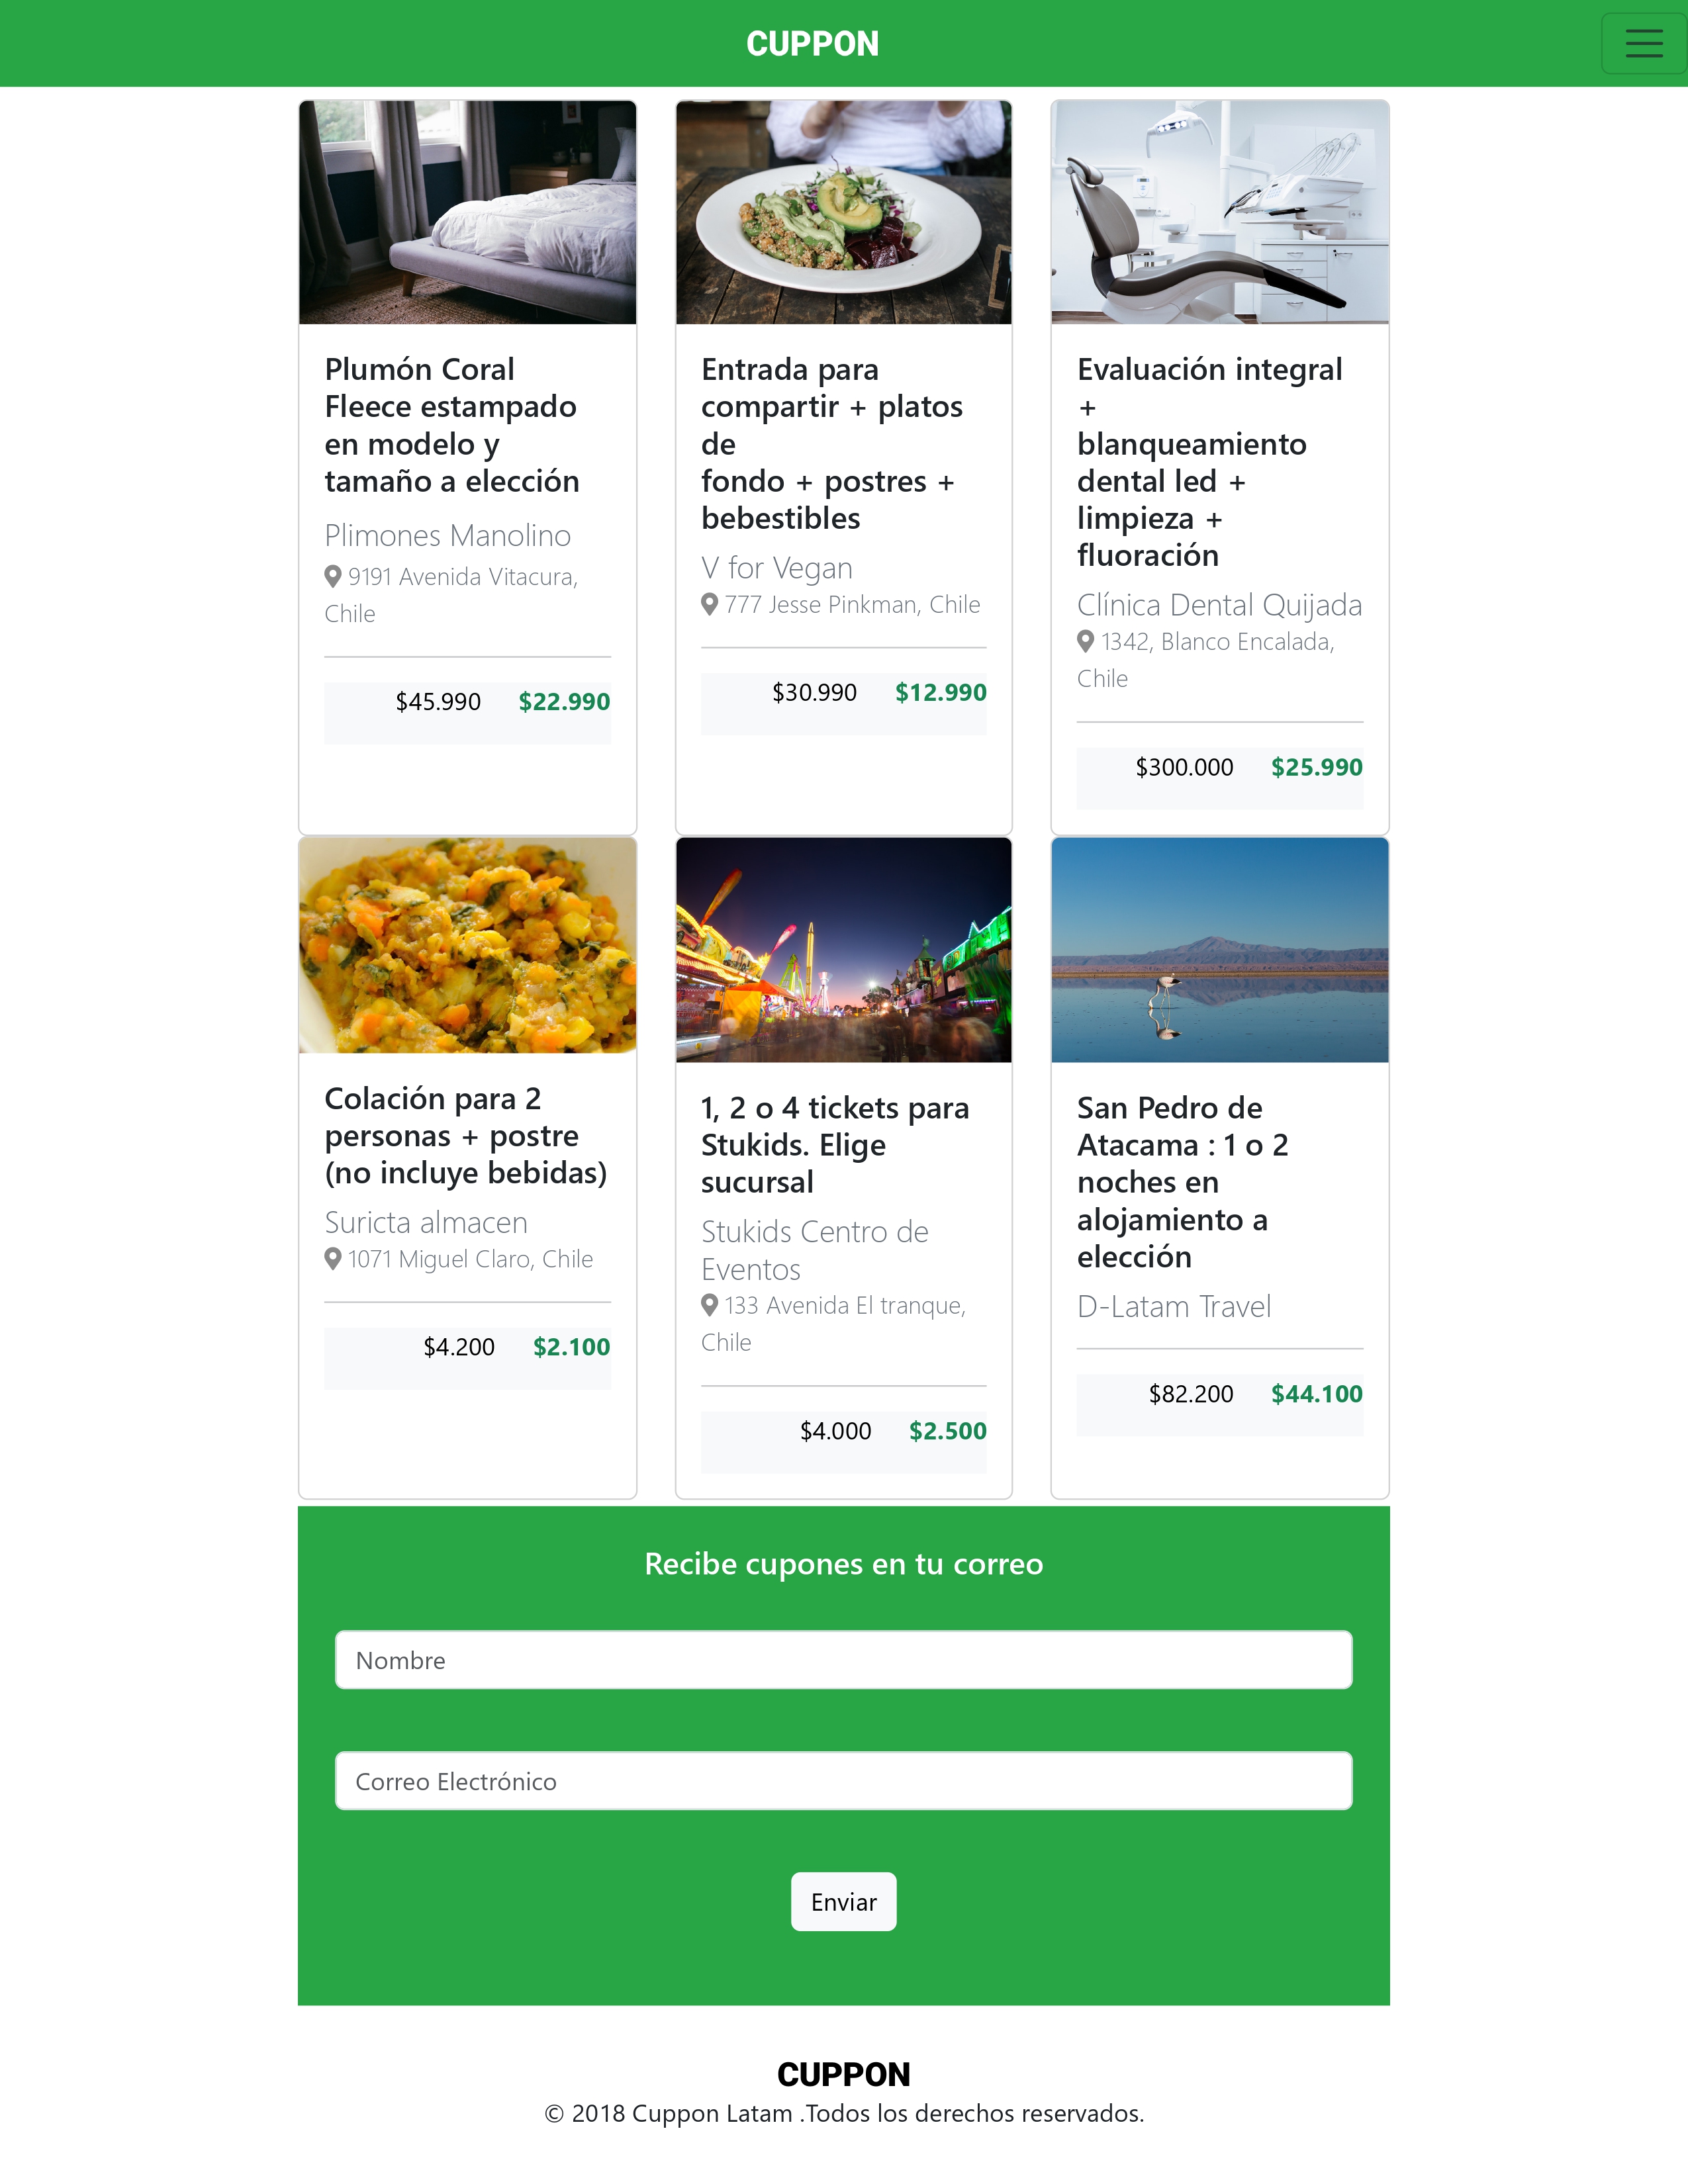 CUPPON
Plumón Coral
Fleece estampado
en modelo y
tamaño a elección
Plimones Manolino
9191 Avenida Vitacura,
Chile
$45.990 $22.990
Entrada para
compartir + platos
de
fondo + postres +
bebestibles
V for Vegan
777 Jesse Pinkman, Chile
$30.990 $12.990
Evaluación integral
+
blanqueamiento
dental led +
limpieza +
fluoración
Clínica Dental Quijada
1342, Blanco Encalada,
Chile
$300.000 $25.990
Colación para 2
personas + postre
(no incluye bebidas)
Suricta almacen
1071 Miguel Claro, Chile
$4.200 $2.100
1, 2 o 4 tickets para
Stukids. Elige
sucursal
Stukids Centro de
Eventos
133 Avenida El tranque,
Chile
$4.000 $2.500
San Pedro de
Atacama : 1 o 2
noches en
alojamiento a
elección
D-Latam Travel
$82.200 $44.100
Recibe cupones en tu correo
Nombre
Correo Electrónico
Enviar
CUPPON
© 2018 Cuppon Latam .Todos los derechos reservados.